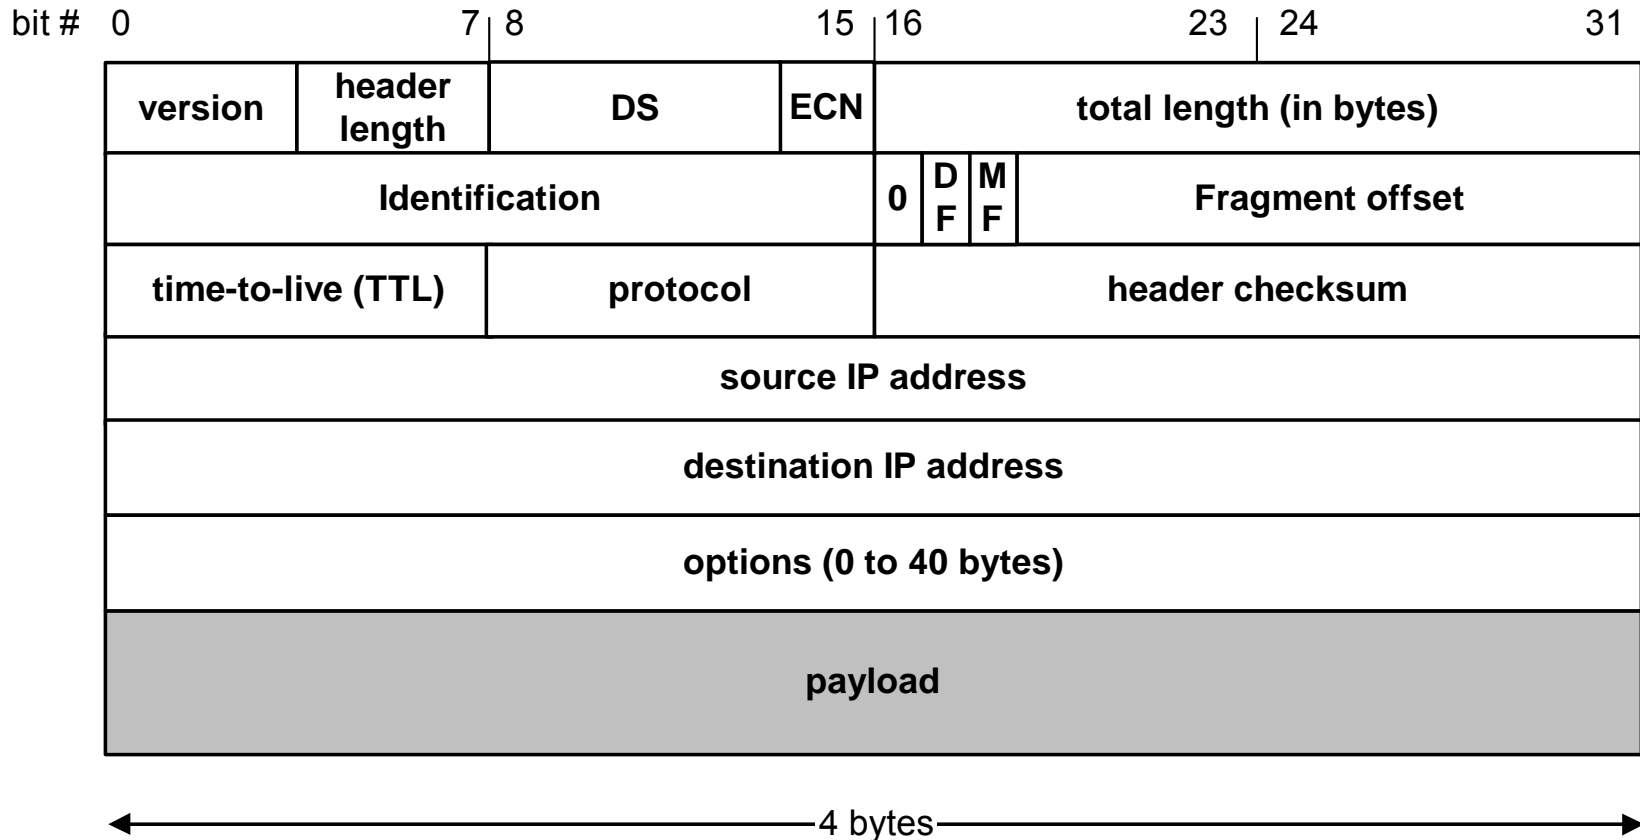 bit # 0 7 8 15 16 23 24 31
version header length DS ECN total length (in bytes)
Identification 0 DF MF Fragment offset
time-to-live (TTL) protocol header checksum
source IP address
destination IP address
options (0 to 40 bytes)
payload
4 bytes